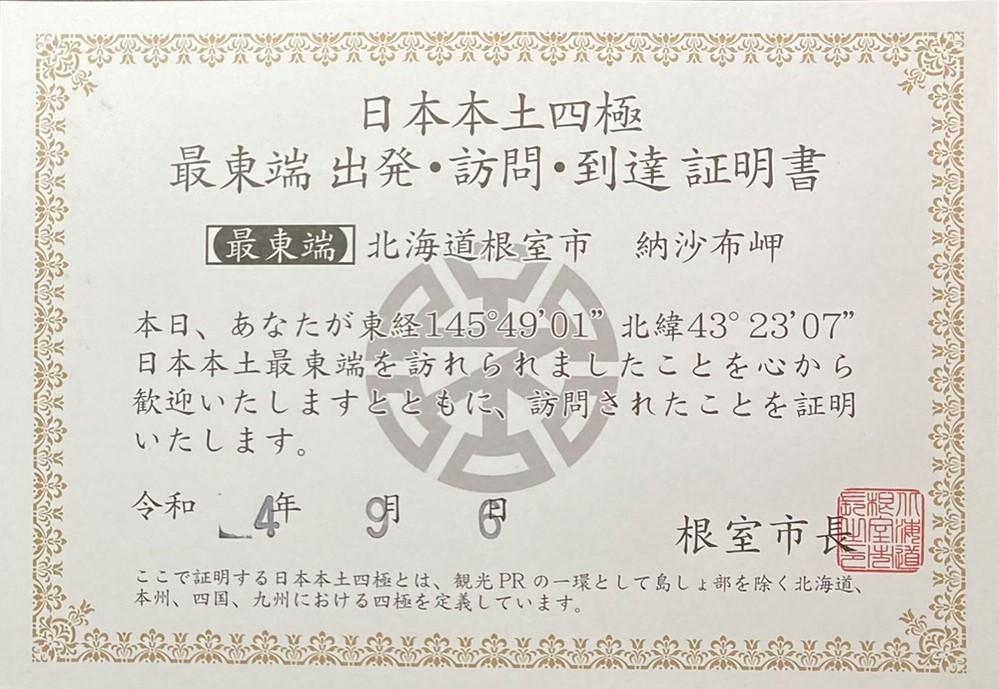 日本本土四極
最東端 出発・訪問・到達 証明書
最東端 北海道根室市 納沙布岬
本日、あなたが東経145°49’01” 北緯43°23’07”
日本本土最東端を訪れられましたことを心から
歓迎いたしますとともに、訪問されたことを証明
いたします。
令和 4年 9月 6日
根室市長
北海道
根室市
長之印
ここで証明する日本本土四極とは、観光PRの一環として島しょ部を除く北海道、
本州、四国、九州における四極を定義しています。